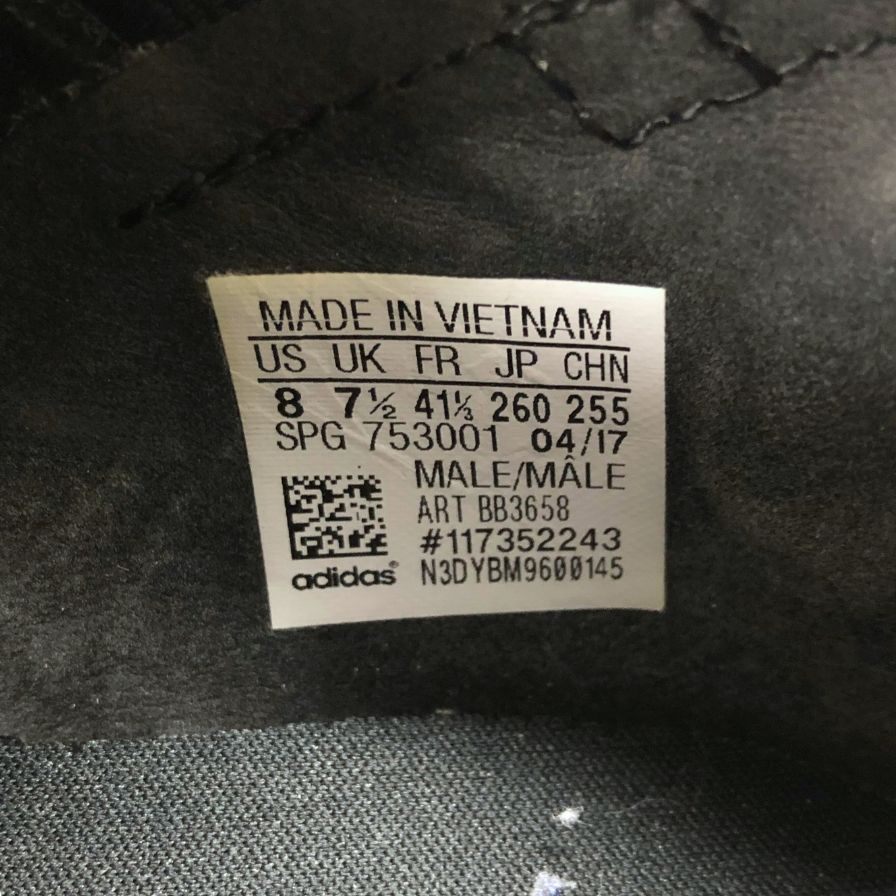 MADE IN VIETNAM
US UK FR JP CHN
8 7½ 41⅓ 260 255
SPG 753001 04/17
MALE/MÂLE
ART BB3658
#117352243
adidas® N3DYBM9600145